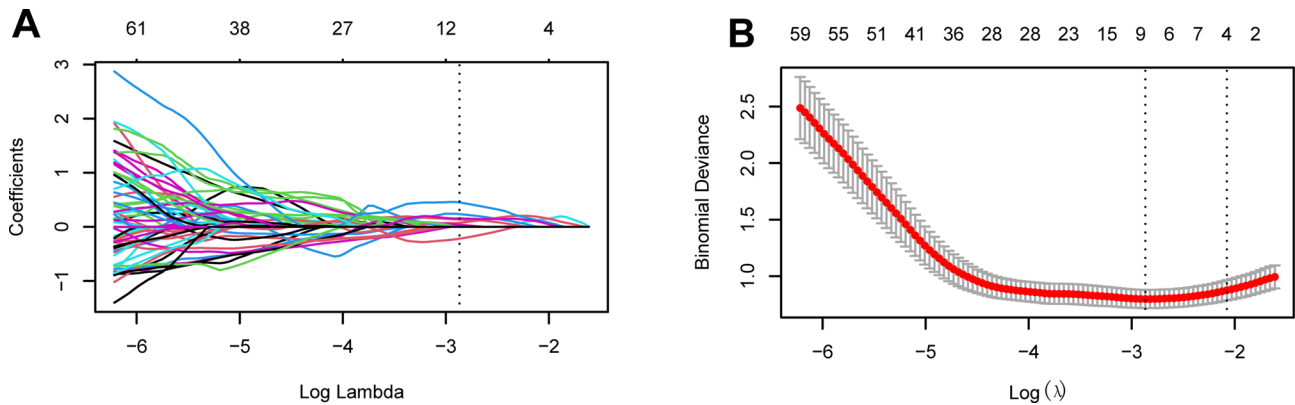 A
61 38 27 12 4
3
2
1
0
−1
Coefficients
−6 −5 −4 −3 −2
Log Lambda
B
59 55 51 41 36 28 28 23 15 9 6 7 4 2
2.5
2.0
1.5
1.0
Binomial Deviance
−6 −5 −4 −3 −2
Log (λ)